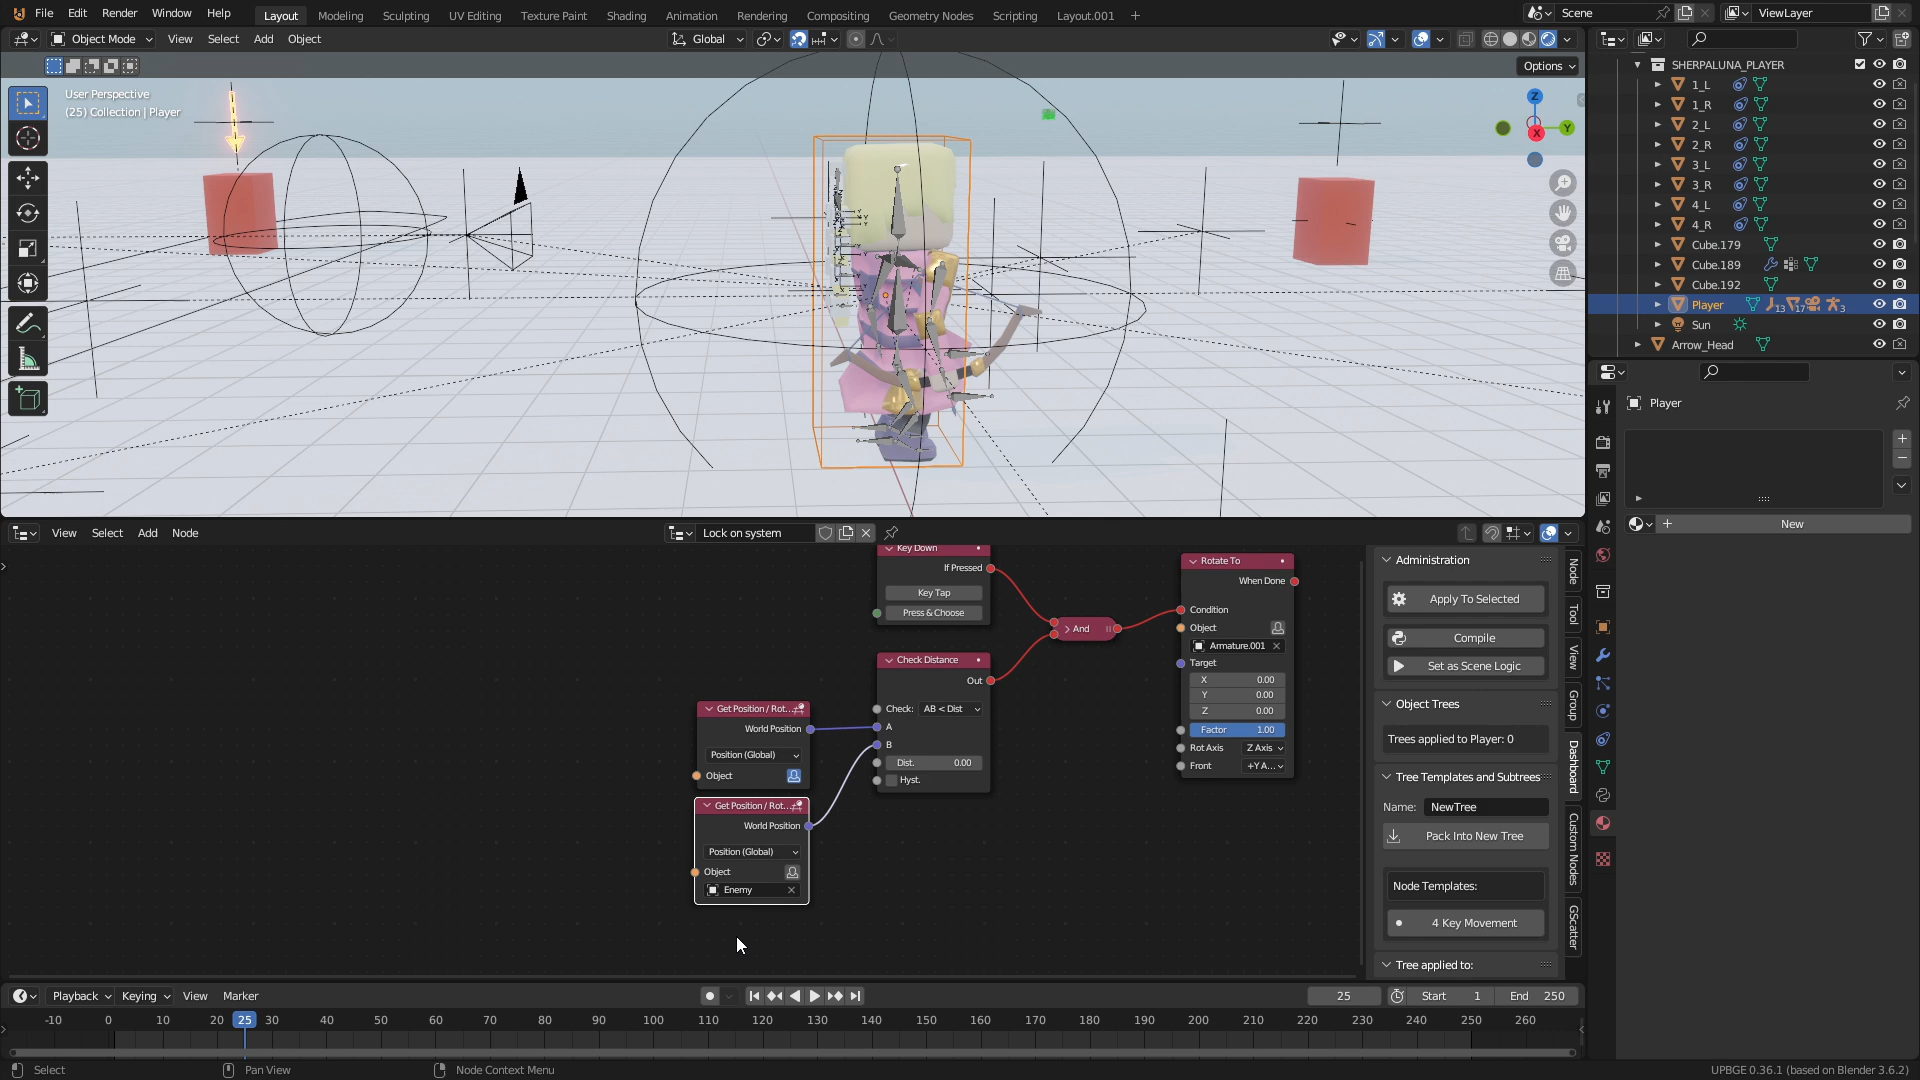 File Edit Render Window Help Layout Modeling Sculpting UV Editing Texture Paint Shading Animation Rendering Compositing Geometry Nodes Scripting Layout.001 + Scene ViewLayer
Object Mode View Select Add Object Global
Options
User Perspective
(25) Collection | Player
Z
Y
X
SHERPALUNA_PLAYER
1_L
1_R
2_L
2_R
3_L
3_R
4_L
4_R
Cube.179
Cube.189
Cube.192
Player 13 17 3
Sun
Arrow_Head
Player
+ New
View Select Add Node Lock on system
Key Down
If Pressed
Key Tap
Press & Choose
And
Check Distance
Out
Check: AB < Dist
A
B
Dist. 0.00
Hyst.
Get Position / Rot...
World Position
Position (Global)
Object
Get Position / Rot...
World Position
Position (Global)
Object
Enemy
Rotate To
When Done
Condition
Object
Armature.001
Target
X 0.00
Y 0.00
Z 0.00
Factor 1.00
Rot Axis Z Axis
Front +Y A...
Administration
Apply To Selected
Compile
Set as Scene Logic
Object Trees
Trees applied to Player: 0
Tree Templates and Subtrees
Name: NewTree
Pack Into New Tree
Node Templates:
4 Key Movement
Tree applied to:
Node
Tool
View
Group
Dashboard
Custom Nodes
GScatter
Playback Keying View Marker 25 Start 1 End 250
-10 0 10 20 25 30 40 50 60 70 80 90 100 110 120 130 140 150 160 170 180 190 200 210 220 230 240 250 260
Select Pan View Node Context Menu UPBGE 0.36.1 (based on Blender 3.6.2)